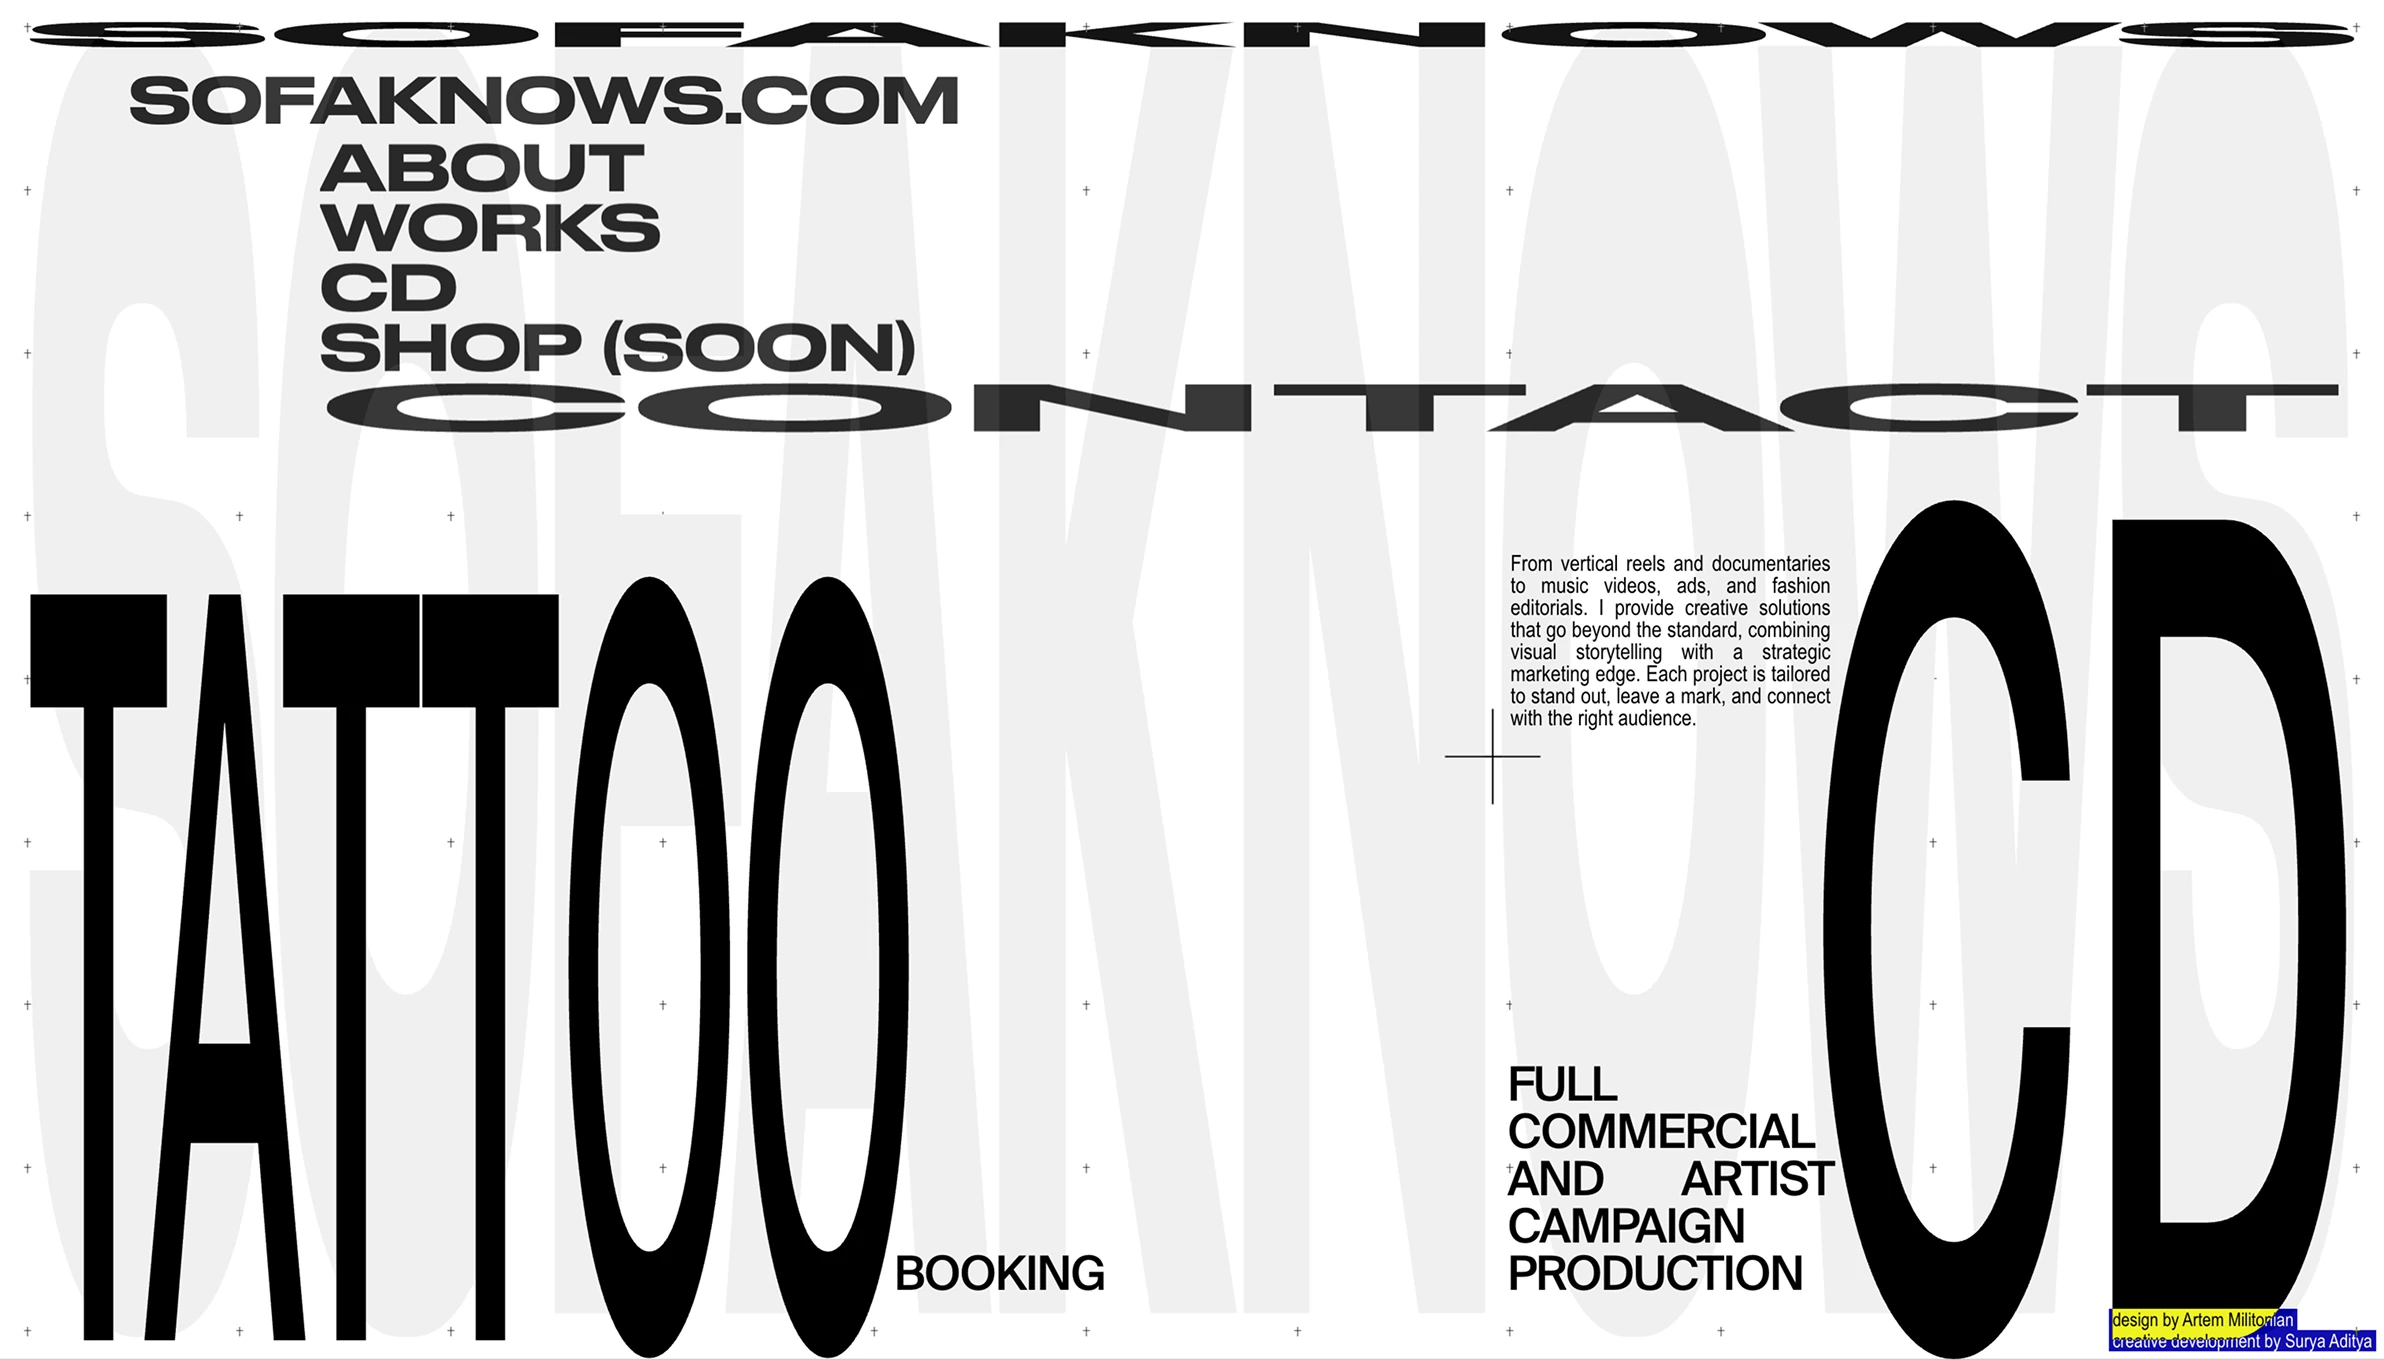 SOFAKNOWS
SOFAKNOWS
SOFAKNOWS.COM
ABOUT
WORKS
CD
SHOP (SOON)
CONTACT
TATTOO
BOOKING
From vertical reels and documentaries
to music videos, ads, and fashion
editorials. I provide creative solutions
that go beyond the standard, combining
visual storytelling with a strategic
marketing edge. Each project is tailored
to stand out, leave a mark, and connect
with the right audience.
CD
FULL
COMMERCIAL
AND ARTIST
CAMPAIGN
PRODUCTION
design by Artem Militonian
creative development by Surya Aditya